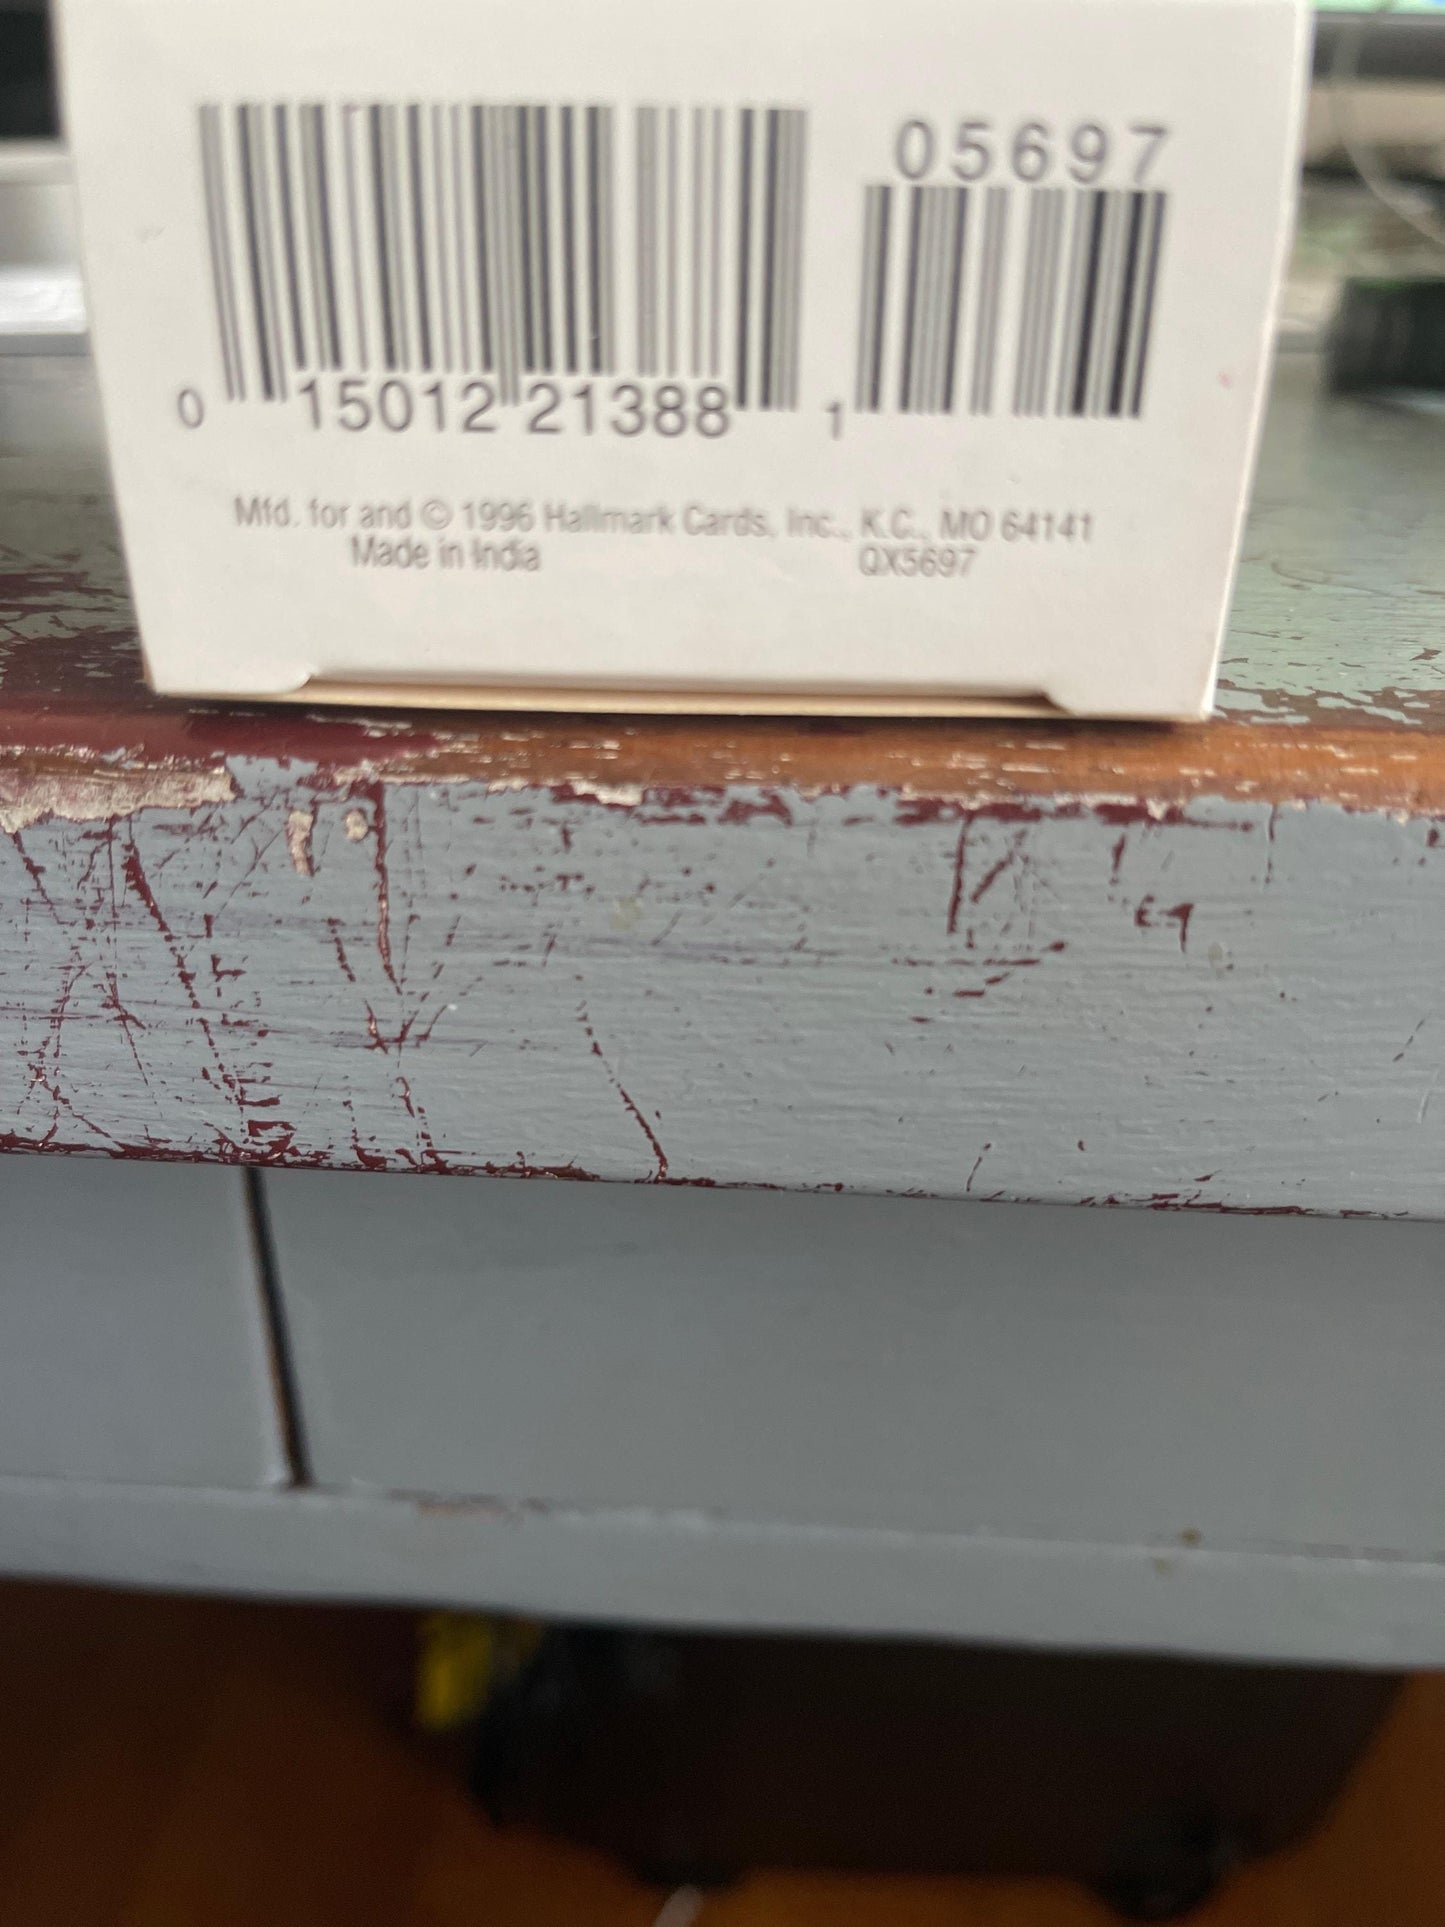 05697
0 15012 21388 1
Mfd. for and © 1996 Hallmark Cards, Inc., K.C., MO 64141
Made in India QX5697